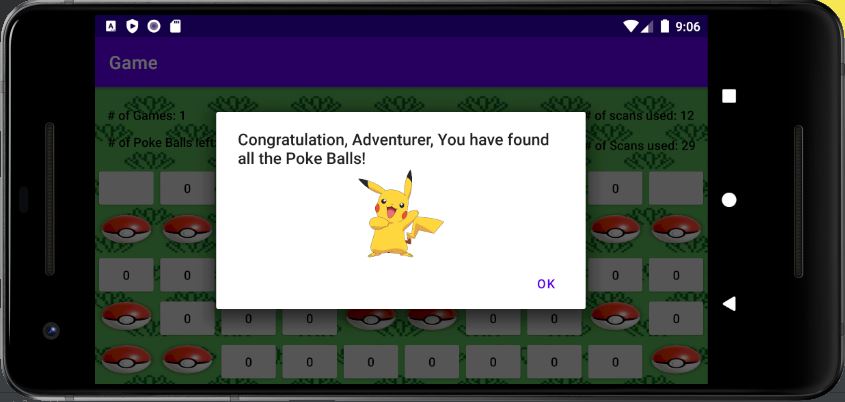 9:06
Game
# of Games: 1 # of scans used: 12
# of Poke Balls left # of Scans used: 29
Congratulation, Adventurer, You have found
all the Poke Balls!
0 0
0 0 0 0
OK
0 0 0 0 0 0
0 0 0 0 0 0 0